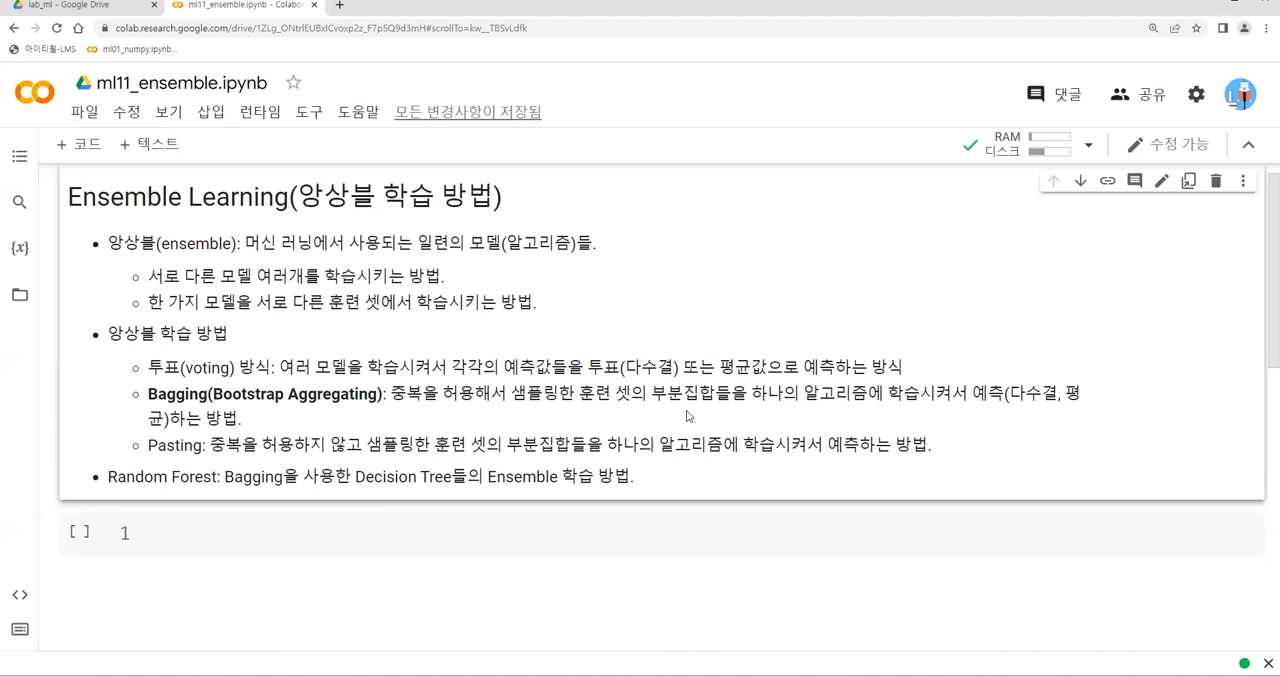 lab_ml - Google Drive
ml11_ensemble.ipynb - Colabor
colab.research.google.com/drive/1ZLg_ONtrlEUBxICvoxp2z_F7p5Q9d3mH#scrollTo=kw__TBSvLdfk
아이티윌-LMS
ml01_numpy.ipynb...
CO
ml11_ensemble.ipynb
파일 수정 보기 삽입 런타임 도구 도움말 모든 변경사항이 저장됨
댓글
공유
+ 코드 + 텍스트
RAM
디스크
수정 가능
{x}
Ensemble Learning(앙상블 학습 방법)
• 앙상블(ensemble): 머신 러닝에서 사용되는 일련의 모델(알고리즘)들.
○ 서로 다른 모델 여러개를 학습시키는 방법.
○ 한 가지 모델을 서로 다른 훈련 셋에서 학습시키는 방법.
• 앙상블 학습 방법
○ 투표(voting) 방식: 여러 모델을 학습시켜서 각각의 예측값들을 투표(다수결) 또는 평균값으로 예측하는 방식
○ Bagging(Bootstrap Aggregating): 중복을 허용해서 샘플링한 훈련 셋의 부분집합들을 하나의 알고리즘에 학습시켜서 예측(다수결, 평
균)하는 방법.
○ Pasting: 중복을 허용하지 않고 샘플링한 훈련 셋의 부분집합들을 하나의 알고리즘에 학습시켜서 예측하는 방법.
• Random Forest: Bagging을 사용한 Decision Tree들의 Ensemble 학습 방법.
[ ] 1